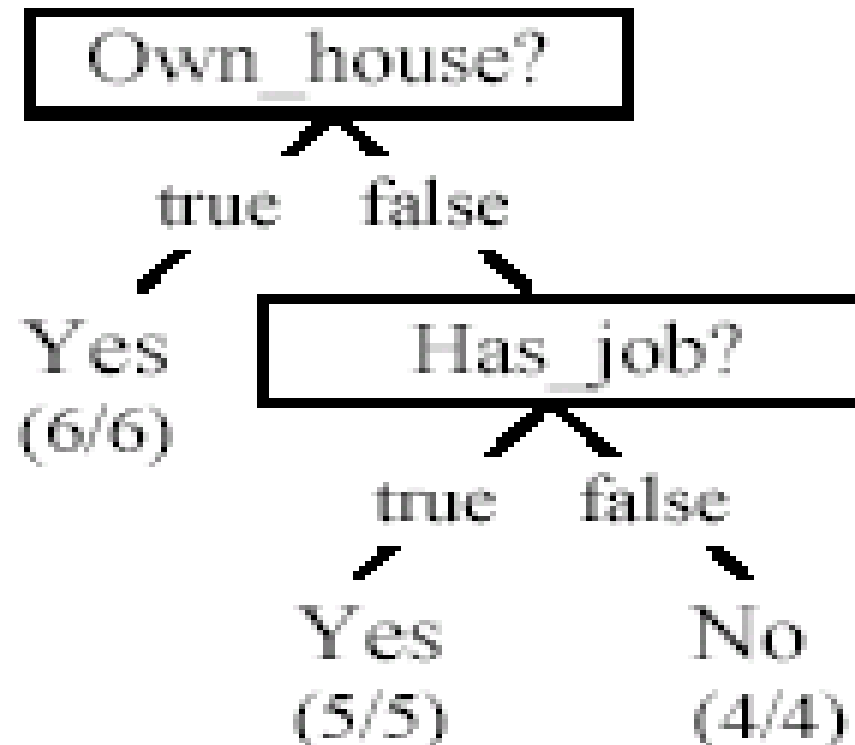 Own_house?
true false
Yes
(6/6)
Has_job?
true false
Yes No
(5/5) (4/4)